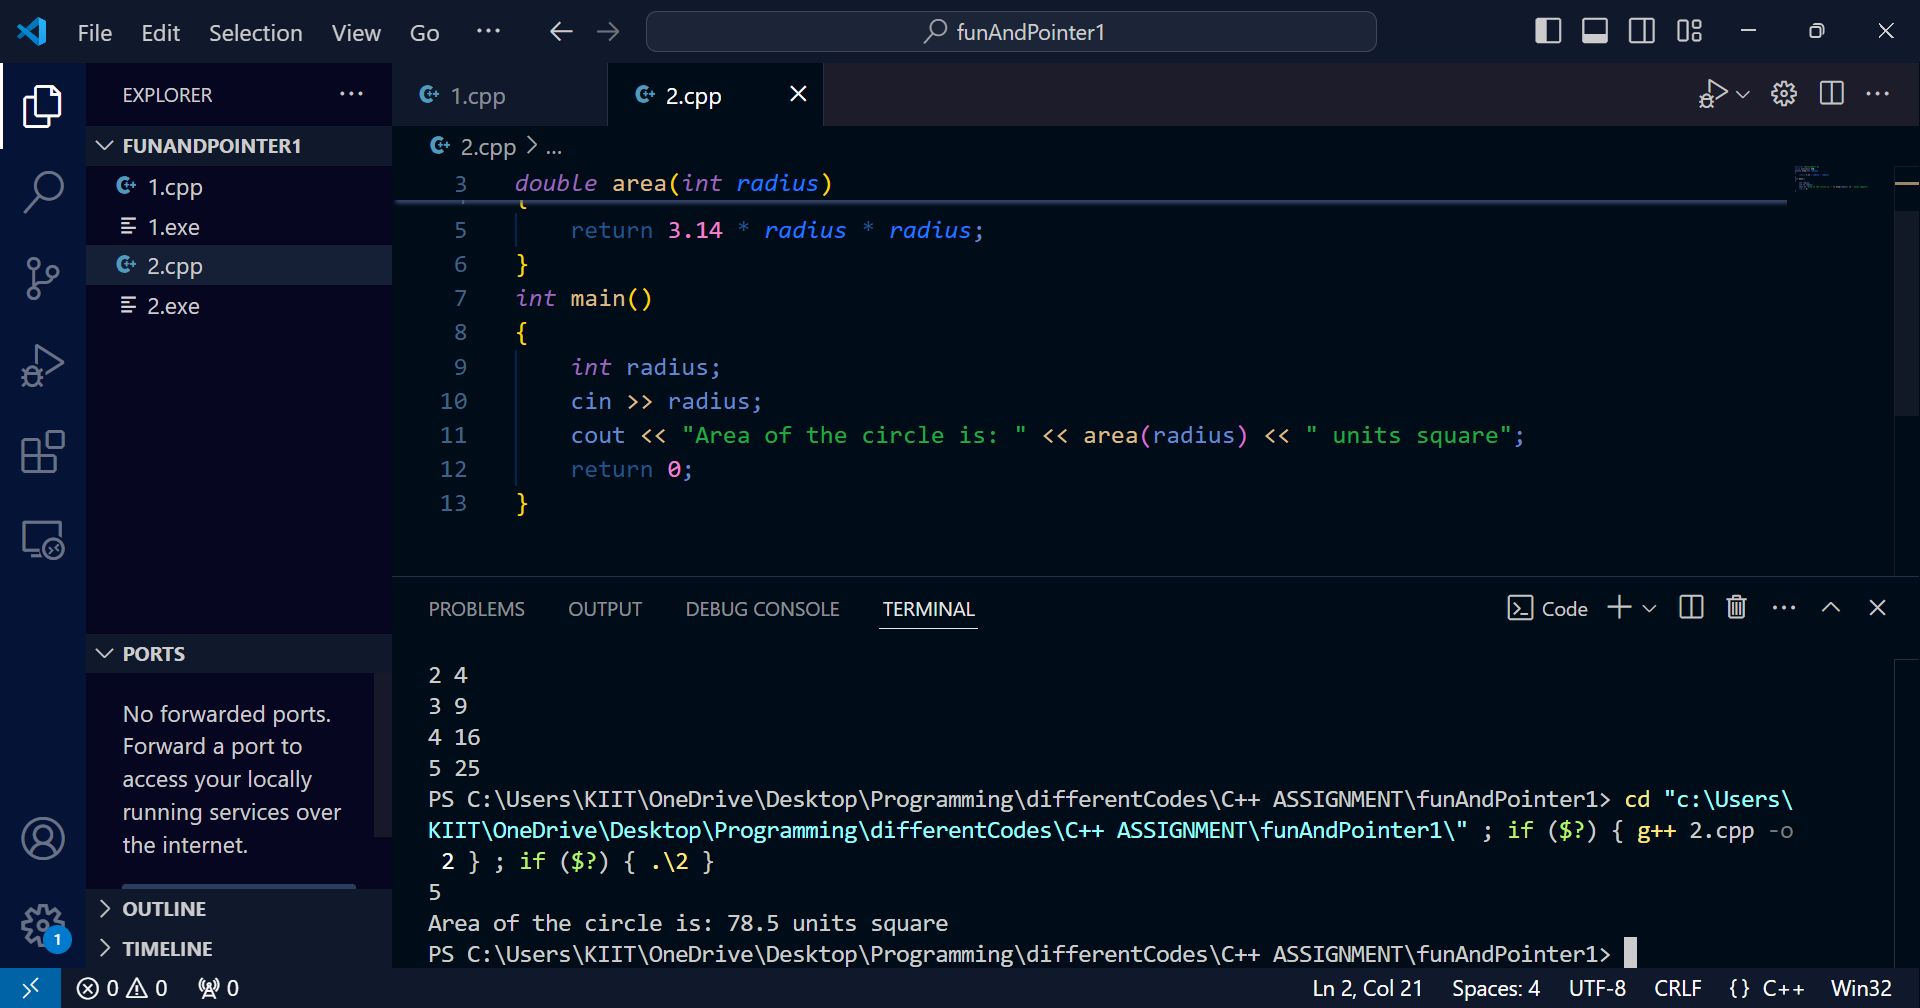 File Edit Selection View Go ··· funAndPointer1
EXPLORER
FUNANDPOINTER1
1.cpp
1.exe
2.cpp
2.exe
PORTS
No forwarded ports.
Forward a port to
access your locally
running services over
the internet.
OUTLINE
TIMELINE
1
1.cpp 2.cpp
2.cpp > ...
3 double area(int radius)
{
5 return 3.14 * radius * radius;
6 }
7 int main()
8 {
9 int radius;
10 cin >> radius;
11 cout << "Area of the circle is: " << area(radius) << " units square";
12 return 0;
13 }
PROBLEMS OUTPUT DEBUG CONSOLE TERMINAL Code
2 4
3 9
4 16
5 25
PS C:\Users\KIIT\OneDrive\Desktop\Programming\differentCodes\C++ ASSIGNMENT\funAndPointer1> cd "c:\Users\
KIIT\OneDrive\Desktop\Programming\differentCodes\C++ ASSIGNMENT\funAndPointer1\" ; if ($?) { g++ 2.cpp -o
2 } ; if ($?) { .\2 }
5
Area of the circle is: 78.5 units square
PS C:\Users\KIIT\OneDrive\Desktop\Programming\differentCodes\C++ ASSIGNMENT\funAndPointer1>
0 0 0 Ln 2, Col 21 Spaces: 4 UTF-8 CRLF {} C++ Win32